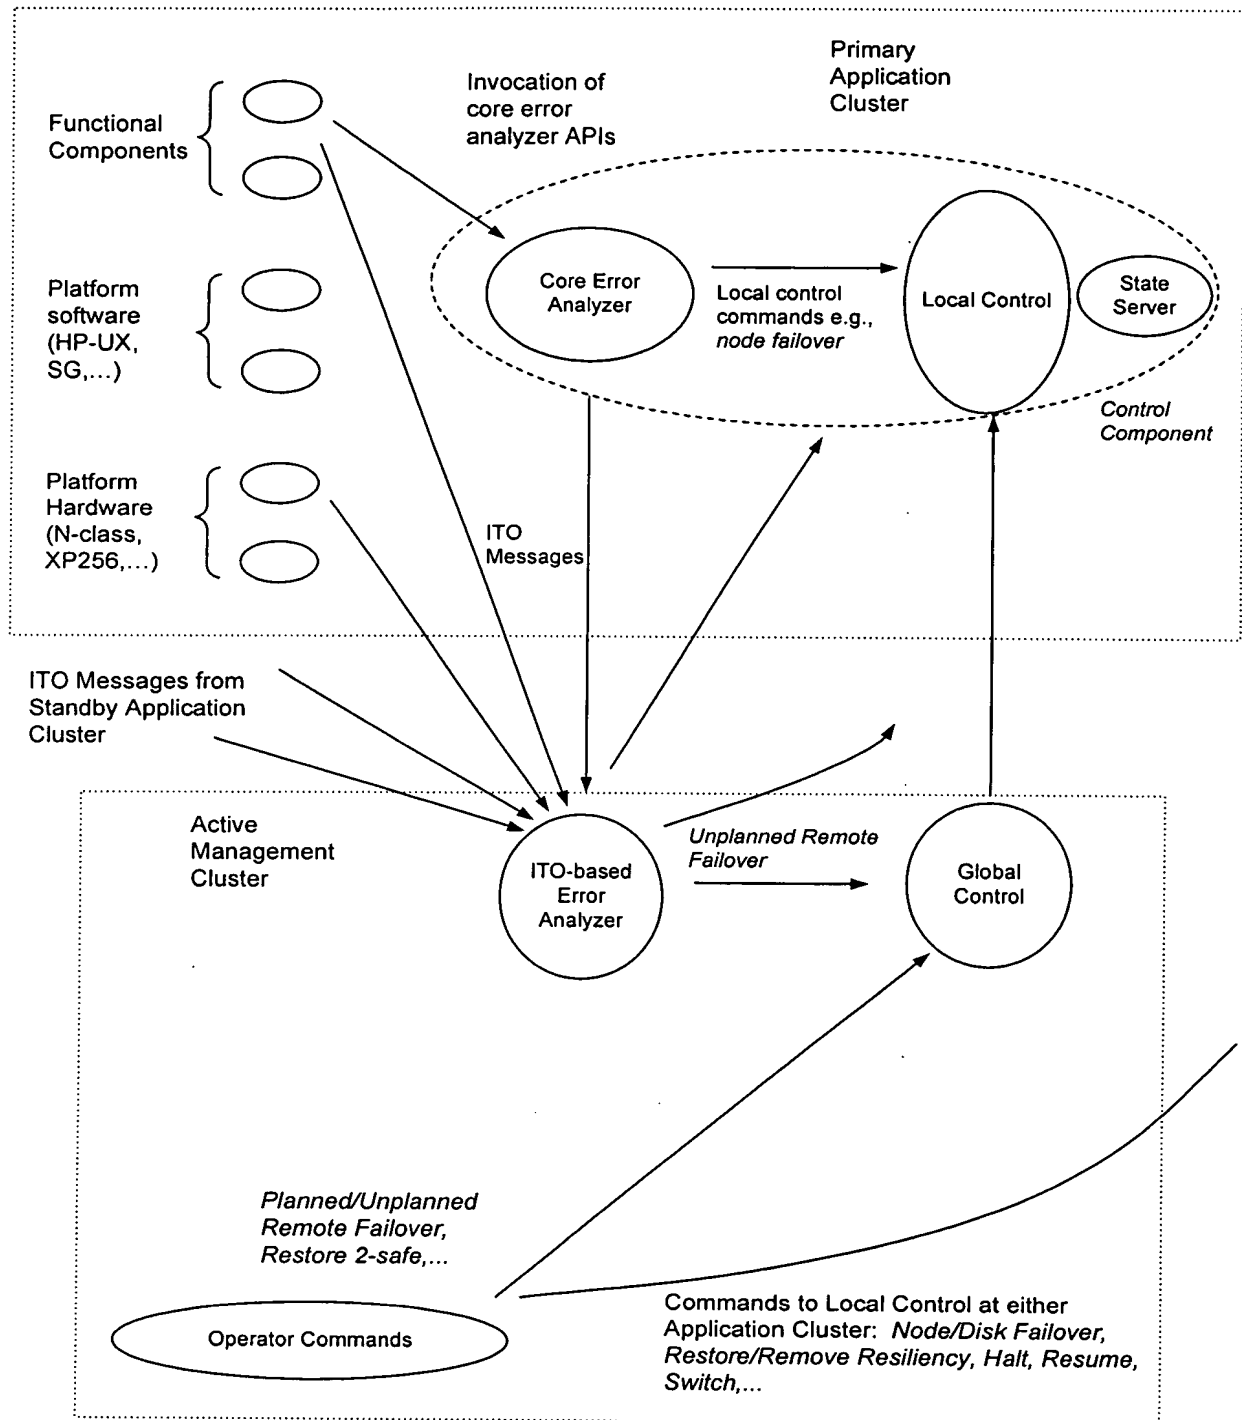 Primary
Application
Cluster
Invocation of
core error
analyzer APIs
Functional
Components
Core Error
Analyzer
Local control
commands e.g.,
node failover
Local Control
State
Server
Platform
software
(HP-UX,
SG,...)
Control
Component
Platform
Hardware
(N-class,
XP256,...)
ITO
Messages
ITO Messages from
Standby Application
Cluster
Active
Management
Cluster
ITO-based
Error
Analyzer
Unplanned Remote
Failover
Global
Control
Planned/Unplanned
Remote Failover,
Restore 2-safe,...
Operator Commands
Commands to Local Control at either
Application Cluster: Node/Disk Failover,
Restore/Remove Resiliency, Halt, Resume,
Switch,...